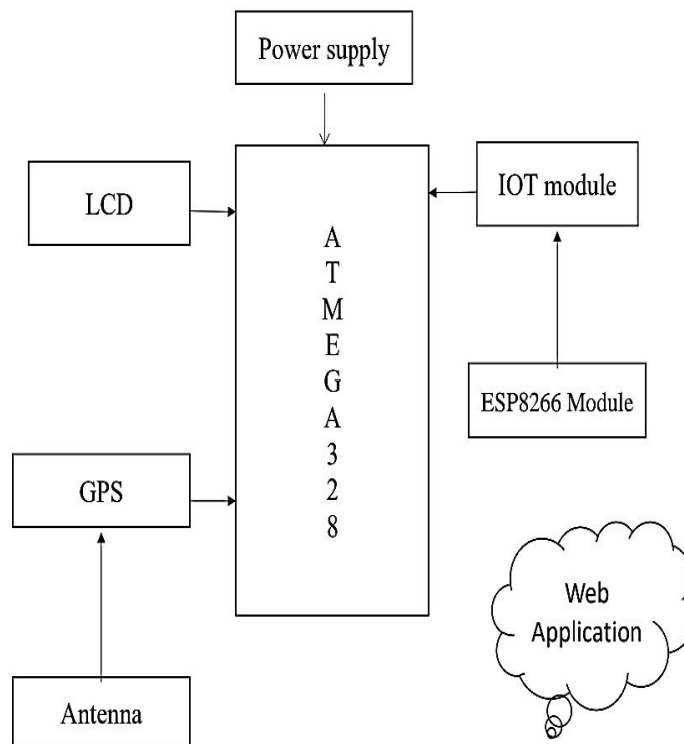 Power supply
LCD
IOT module
A
T
M
E
G
A
3
2
8
ESP8266 Module
GPS
Web
Application
Antenna